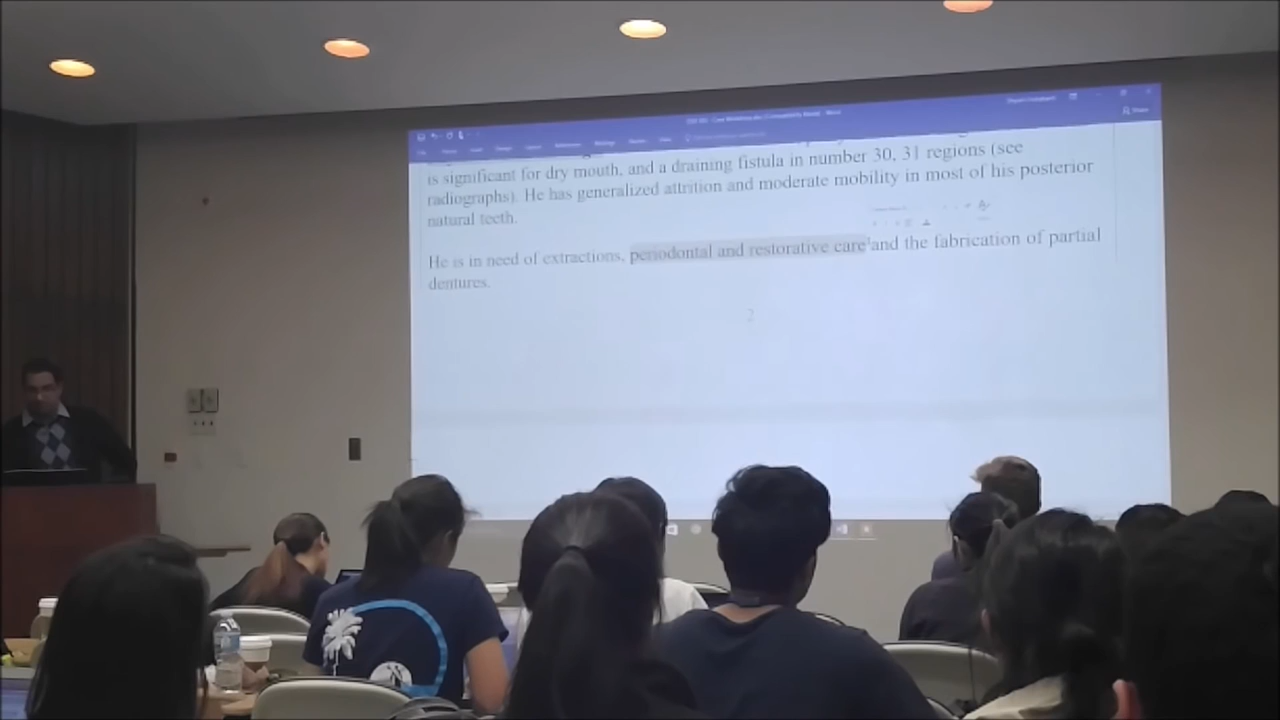 is significant for dry mouth, and a draining fistula in number 30, 31 regions (see
radiographs). He has generalized attrition and moderate mobility in most of his posterior
natural teeth.
He is in need of extractions, periodontal and restorative care and the fabrication of partial
dentures.
2
Share